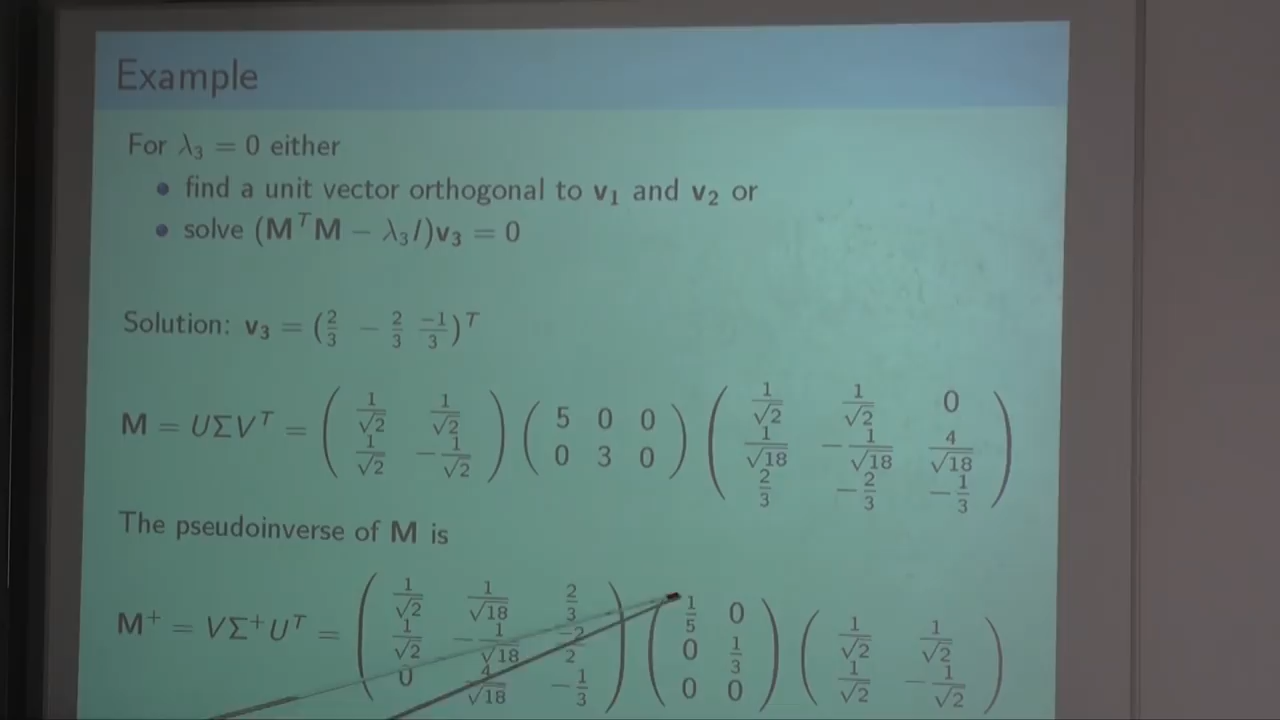 Example
For λ₃ = 0 either
• find a unit vector orthogonal to v₁ and v₂ or
• solve (MᵀM − λ₃I)v₃ = 0
Solution: v₃ = (2/3 − 2/3 −1/3)ᵀ
M = UΣVᵀ = ( 1/√2 1/√2 ; 1/√2 −1/√2 ) ( 5 0 0 ; 0 3 0 ) ( 1/√2 1/√2 0 ; 1/√18 −1/√18 4/√18 ; 2/3 −2/3 −1/3 )
The pseudoinverse of M is
M⁺ = VΣ⁺Uᵀ = ( 1/√2 1/√18 2/3 ; 1/√2 −1/√18 −2/2 ; 0 4/√18 −1/3 ) ( 1/5 0 ; 0 1/3 ; 0 0 ) ( 1/√2 1/√2 ; 1/√2 −1/√2 )